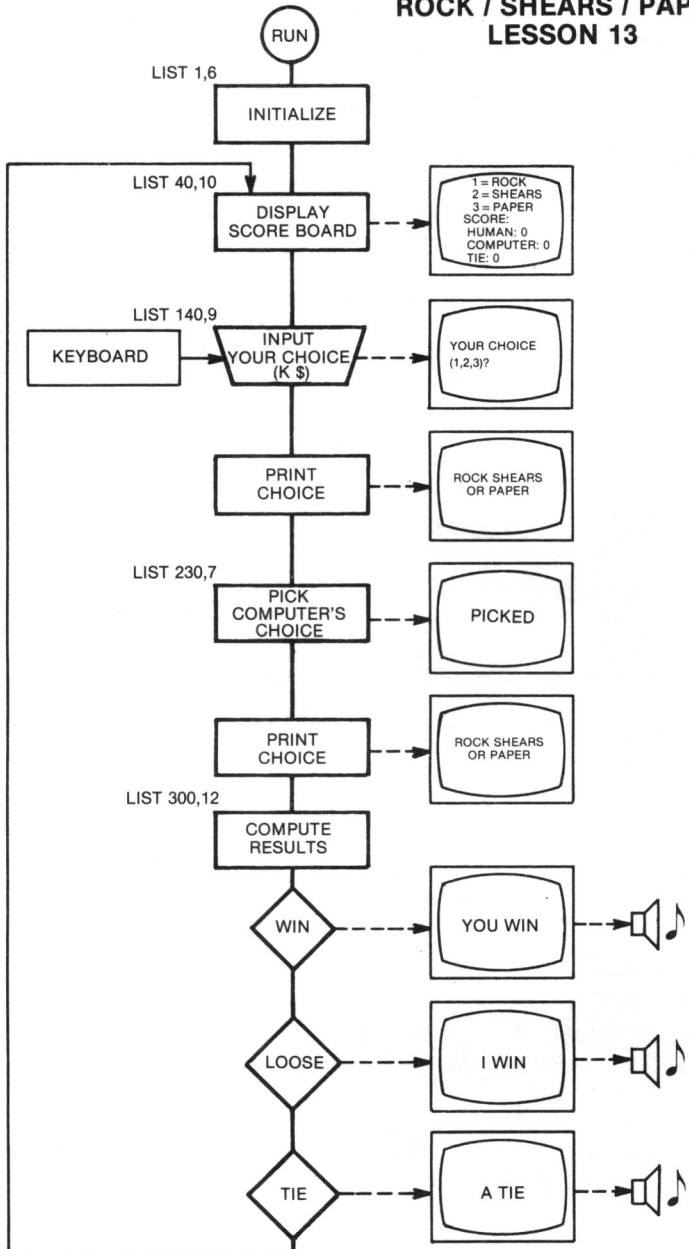 ROCK / SHEARS / PAP
LESSON 13
RUN
LIST 1,6
INITIALIZE
LIST 40,10
DISPLAY
SCORE BOARD
1 = ROCK
2 = SHEARS
3 = PAPER
SCORE:
HUMAN: 0
COMPUTER: 0
TIE: 0
LIST 140,9
KEYBOARD
INPUT
YOUR CHOICE
(K $)
YOUR CHOICE
(1,2,3)?
PRINT
CHOICE
ROCK SHEARS
OR PAPER
LIST 230,7
PICK
COMPUTER'S
CHOICE
PICKED
PRINT
CHOICE
ROCK SHEARS
OR PAPER
LIST 300,12
COMPUTE
RESULTS
WIN
YOU WIN
LOOSE
I WIN
TIE
A TIE